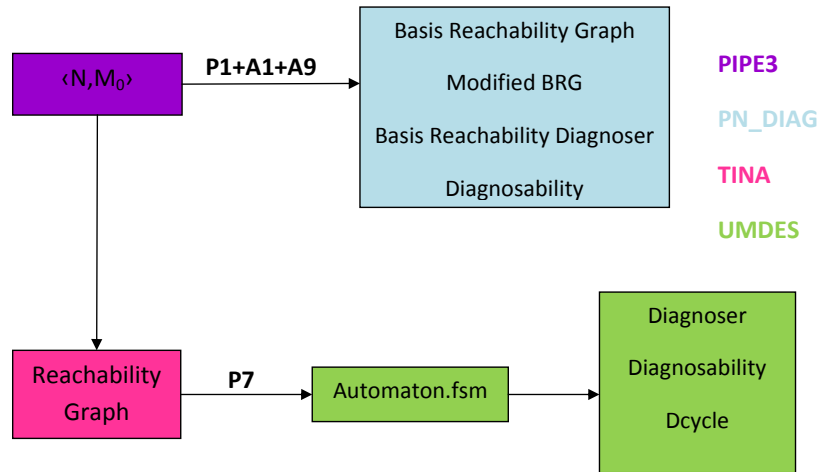 ‹N,M₀›
P1+A1+A9
Basis Reachability Graph
Modified BRG
Basis Reachability Diagnoser
Diagnosability
PIPE3
PN_DIAG
TINA
UMDES
Reachability
Graph
P7
Automaton.fsm
Diagnoser
Diagnosability
Dcycle